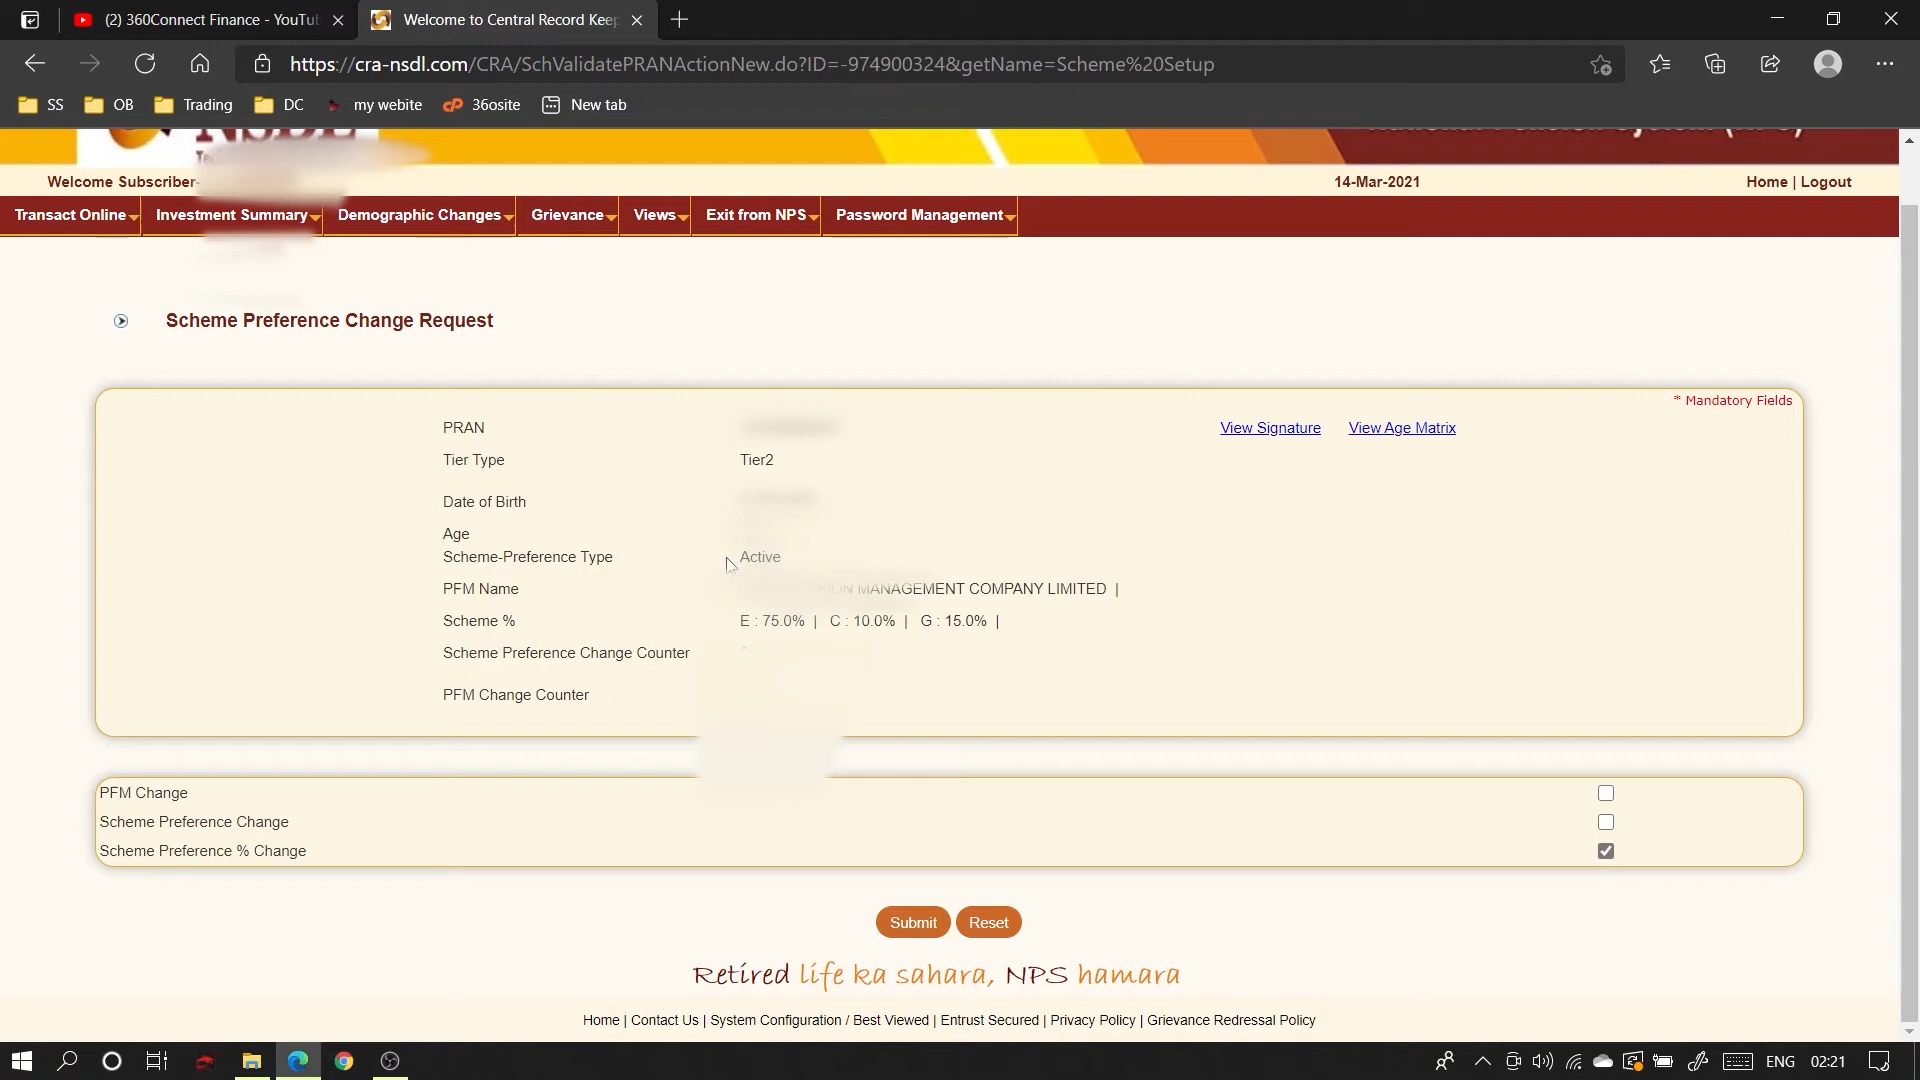 (2) 360Connect Finance - YouTu
Welcome to Central Record Keep
https://cra-nsdl.com/CRA/SchValidatePRANActionNew.do?ID=-974900324&getName=Scheme%20Setup
SS OB Trading DC my webite 36osite New tab
Welcome Subscriber- 14-Mar-2021 Home | Logout
Transact Online Investment Summary Demographic Changes Grievance Views Exit from NPS Password Management
Scheme Preference Change Request
* Mandatory Fields
PRAN View Signature View Age Matrix
Tier Type Tier2
Date of Birth
Age
Scheme-Preference Type Active
PFM Name MANAGEMENT COMPANY LIMITED |
Scheme % E : 75.0% | C : 10.0% | G : 15.0% |
Scheme Preference Change Counter
PFM Change Counter
PFM Change
Scheme Preference Change
Scheme Preference % Change
Submit Reset
Retired life ka sahara, NPS hamara
Home | Contact Us | System Configuration / Best Viewed | Entrust Secured | Privacy Policy | Grievance Redressal Policy
ENG 02:21